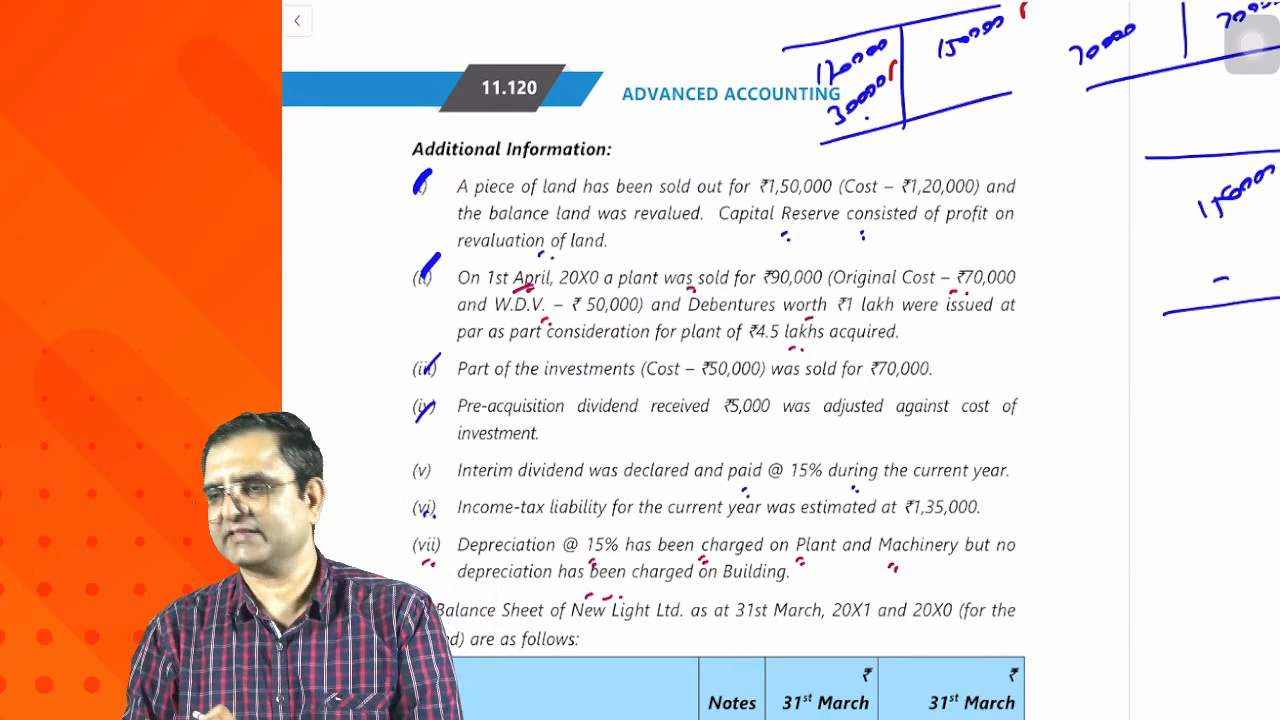 120000
30000
150000
70000
11.120
ADVANCED ACCOUNTING
Additional Information:
A piece of land has been sold out for ₹1,50,000 (Cost – ₹1,20,000) and
the balance land was revalued. Capital Reserve consisted of profit on
revaluation of land.
(ii) On 1st April, 20X0 a plant was sold for ₹90,000 (Original Cost – ₹70,000
and W.D.V. – ₹ 50,000) and Debentures worth ₹1 lakh were issued at
par as part consideration for plant of ₹4.5 lakhs acquired.
(iii) Part of the investments (Cost – ₹50,000) was sold for ₹70,000.
(iv) Pre-acquisition dividend received ₹5,000 was adjusted against cost of
investment.
(v) Interim dividend was declared and paid @ 15% during the current year.
(vi) Income-tax liability for the current year was estimated at ₹1,35,000.
(vii) Depreciation @ 15% has been charged on Plant and Machinery but no
depreciation has been charged on Building.
Balance Sheet of New Light Ltd. as at 31st March, 20X1 and 20X0 (for the
are as follows:
₹ ₹
Notes 31st March 31st March